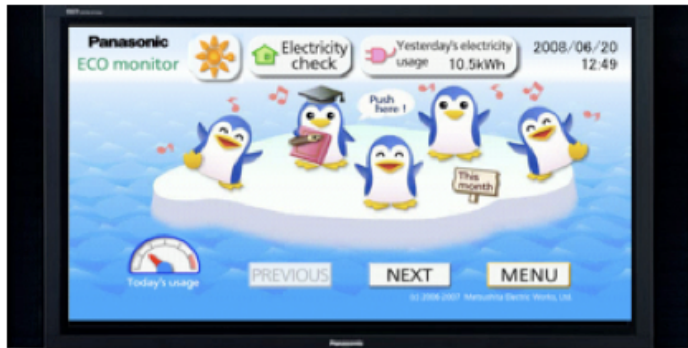 Panasonic
ECO monitor
Electricity
check
Yesterday's electricity
usage 10.5kWh
2008/06/20
12:49
Push
here!
This
month
Today's usage
PREVIOUS
NEXT
MENU
(c) 2006-2007 Matsushita Electric Works, Ltd.
Panasonic